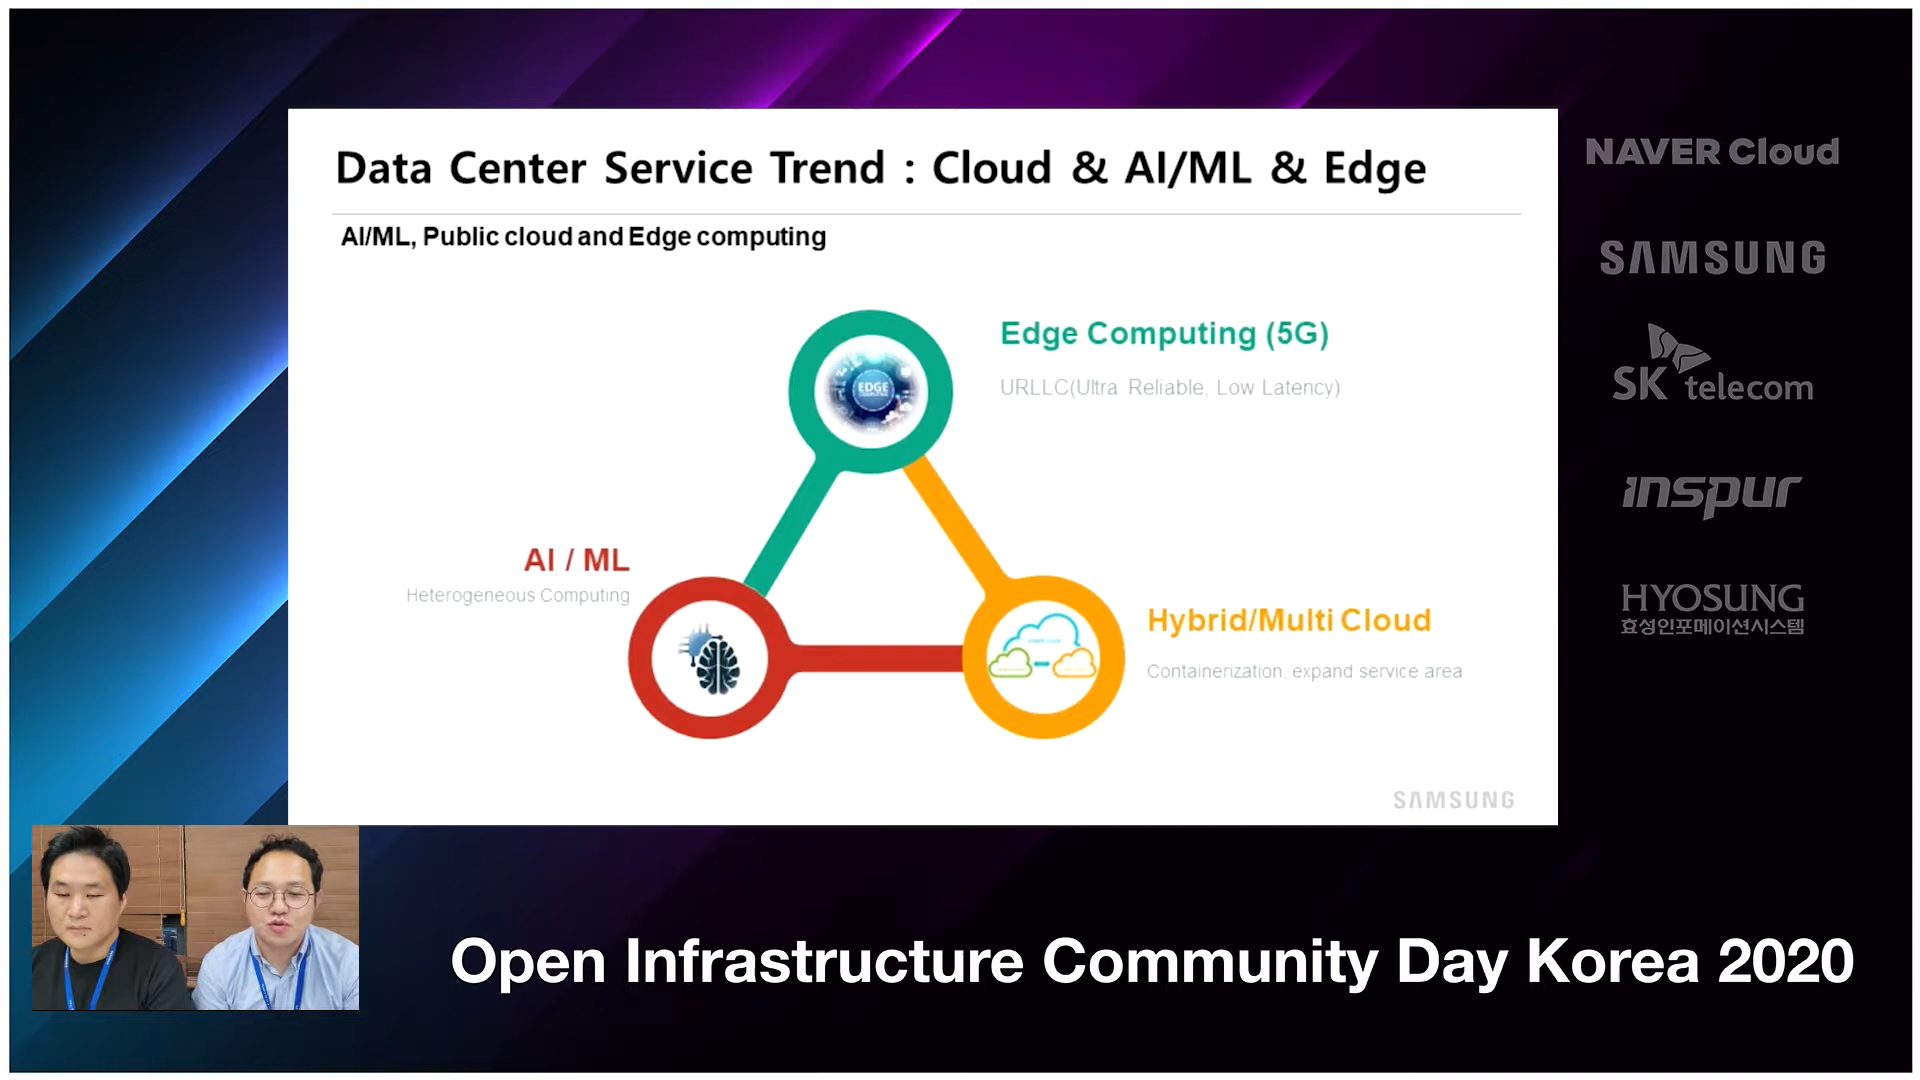 Data Center Service Trend : Cloud & AI/ML & Edge
AI/ML, Public cloud and Edge computing
EDGE
COMPUTING
Edge Computing (5G)
URLLC(Ultra Reliable, Low Latency)
AI / ML
Heterogeneous Computing
Hybrid/Multi Cloud
Containerization, expand service area
SAMSUNG
NAVER Cloud
SAMSUNG
SK telecom
inspur
HYOSUNG
효성인포메이션시스템
Open Infrastructure Community Day Korea 2020